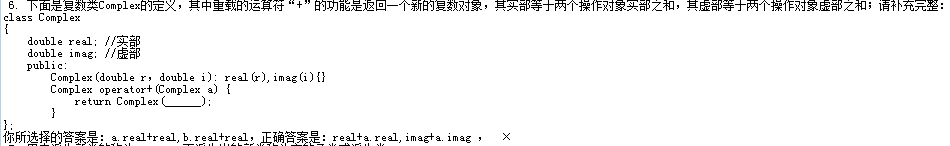 6. 下面是复数类Complex的定义，其中重载的运算符“+”的功能是返回一个新的复数对象，其实部等于两个操作对象实部之和，其虚部等于两个操作对象虚部之和；请补充完整：
class Complex
{
double real; //实部
double imag; //虚部
public:
Complex(double r, double i): real(r),imag(i){}
Complex operator+(Complex a) {
return Complex(_____);
}
};
你所选择的答案是: a.real+real,b.real+real，正确答案是: real+a.real,imag+a.imag ， ×